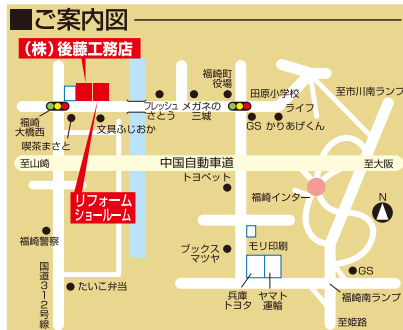 ■ご案内図
(株)後藤工務店
福崎町
役場
田原小学校
至市川南ランプ
フレッシュ
さとう
メガネの
三城
ライフ
福崎
大橋西
文具ふじおか
GS
かりあげくん
喫茶まさと
至山崎
中国自動車道
至大阪
トヨペット
リフォーム
ショールーム
福崎インター
N
福崎警察
モリ印刷
ブックス
マツヤ
国道312号線
たいこ弁当
兵庫
トヨタ
ヤマト
運輸
GS
福崎南ランプ
至姫路